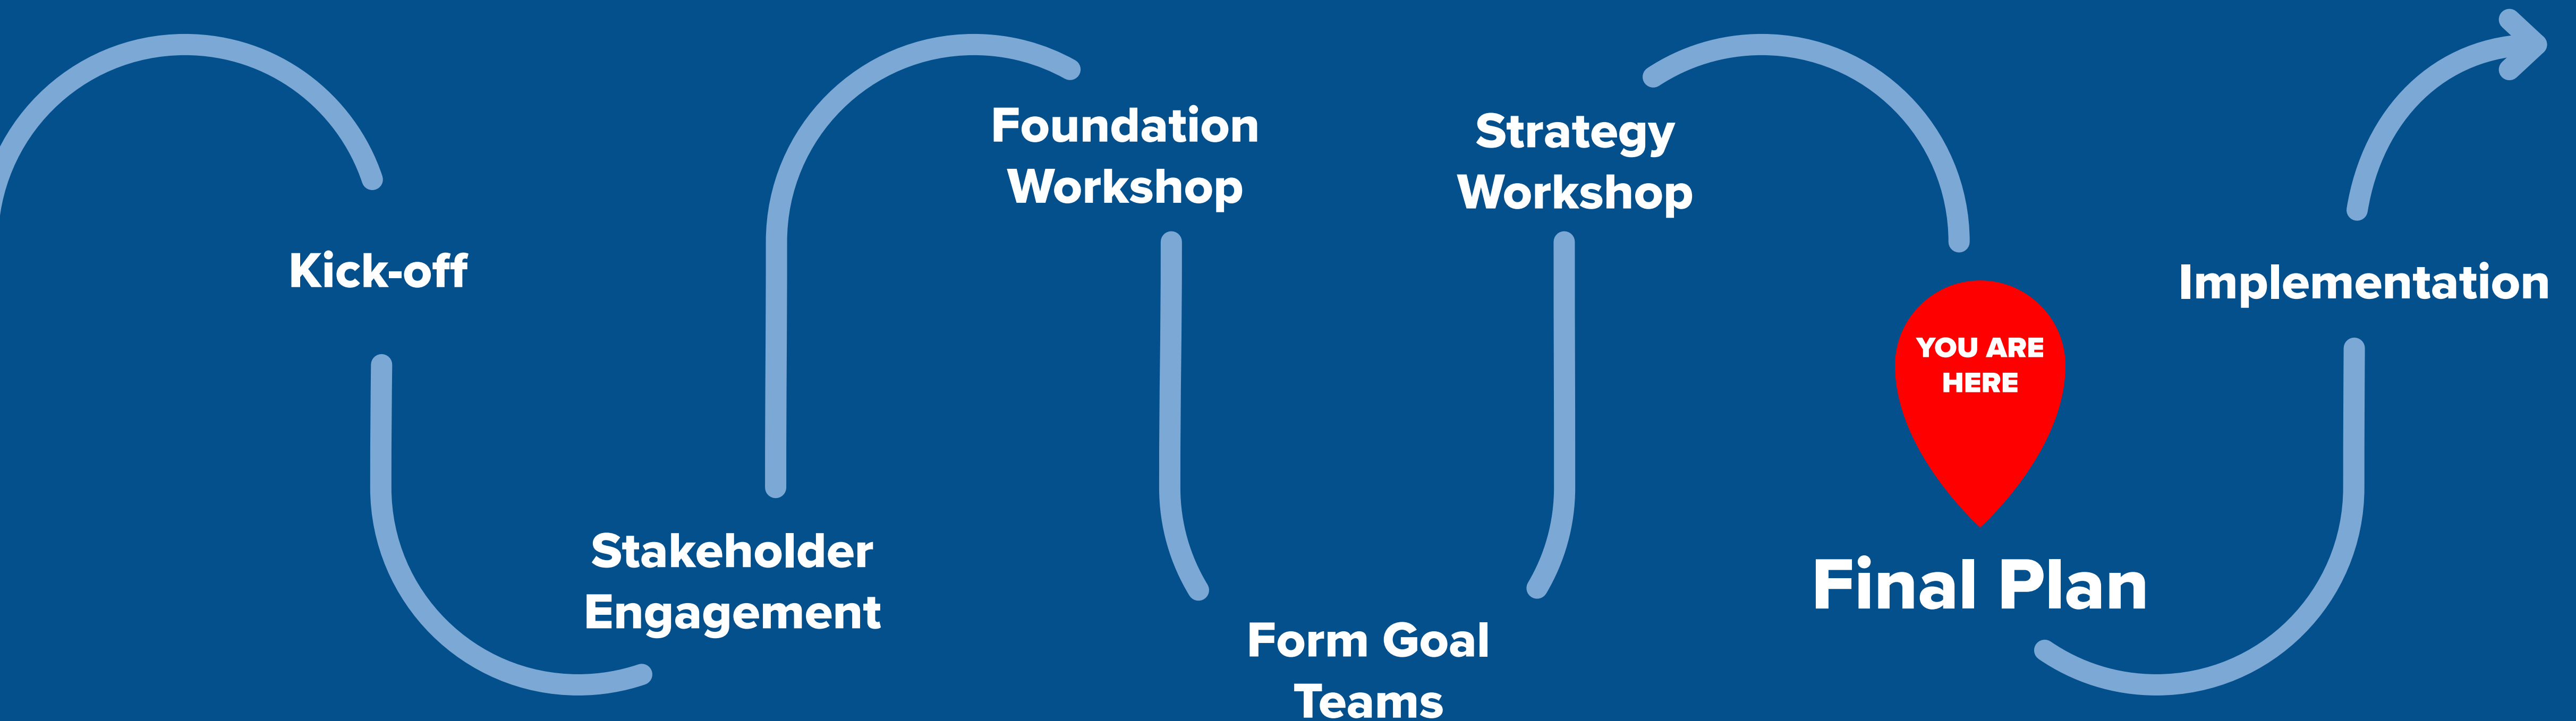 Kick-off
Stakeholder
Engagement
Foundation
Workshop
Form Goal
Teams
Strategy
Workshop
YOU ARE
HERE
Final Plan
Implementation